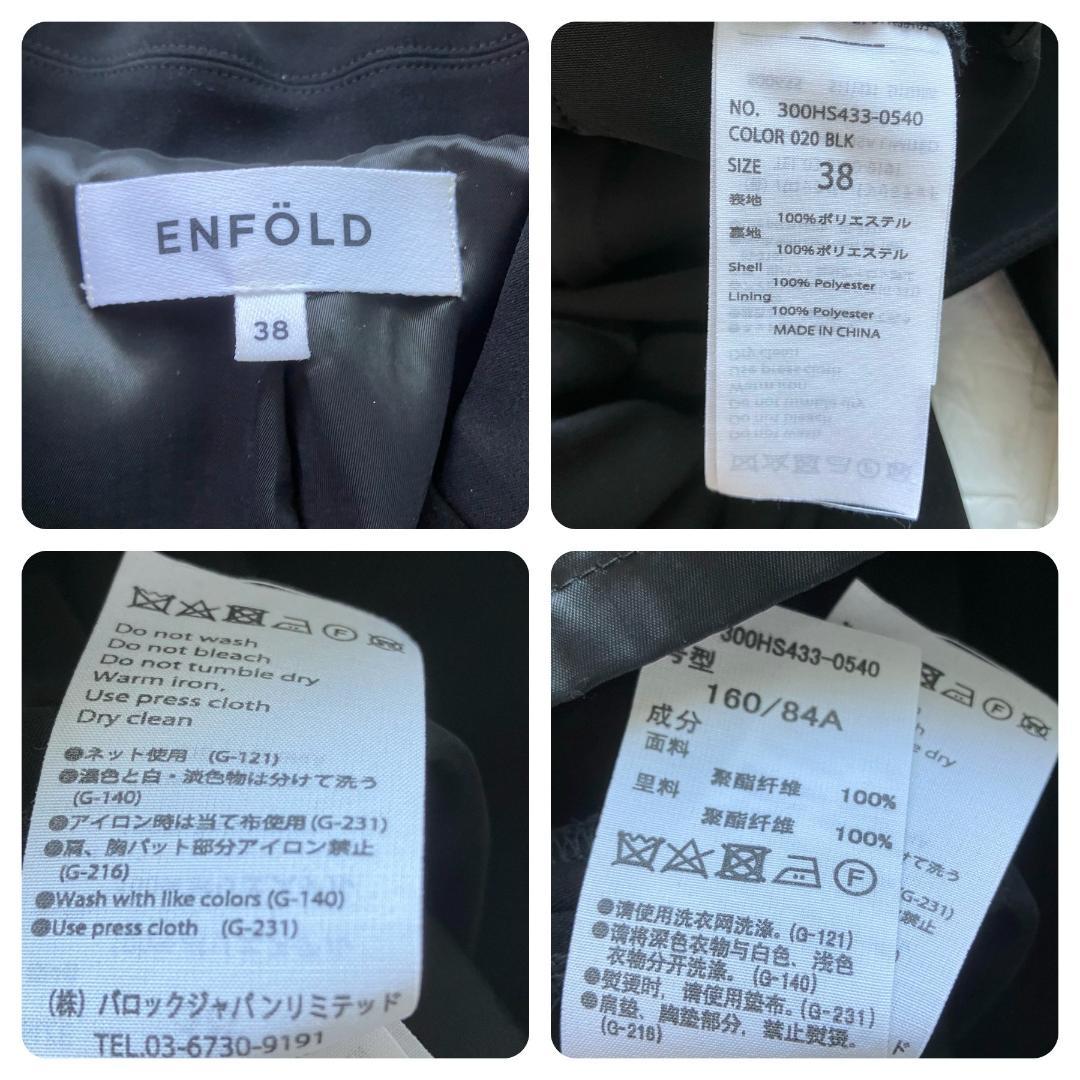 ENFÖLD
38
NO. 300HS433-0540
COLOR 020 BLK
SIZE 38
表地
100%ポリエステル
裏地
100%ポリエステル
Shell
100% Polyester
Lining
100% Polyester
MADE IN CHINA
Do not wash
Do not bleach
Do not tumble dry
Warm iron,
Use press cloth
Dry clean
●ネット使用 (G-121)
●濃色と白・淡色物は分けて洗う
(G-140)
●アイロン時は当て布使用(G-231)
●肩、胸パット部分アイロン禁止
(G-216)
●Wash with like colors (G-140)
●Use press cloth (G-231)
(株) バロックジャパンリミテッド
TEL.03-6730-9191
300HS433-0540
号型
160/84A
成分
面料
聚酯纤维 100%
里料
聚酯纤维 100%
F
●请使用洗衣网洗涤。(G-121)
●请将深色衣物与白色、浅色
衣物分开洗涤。(G-140)
●熨烫时，请使用垫布。(G-231)
●肩垫、胸垫部分，禁止熨烫。
(G-216)
F
e dry
けて洗う
(G-231)
禁止
ド